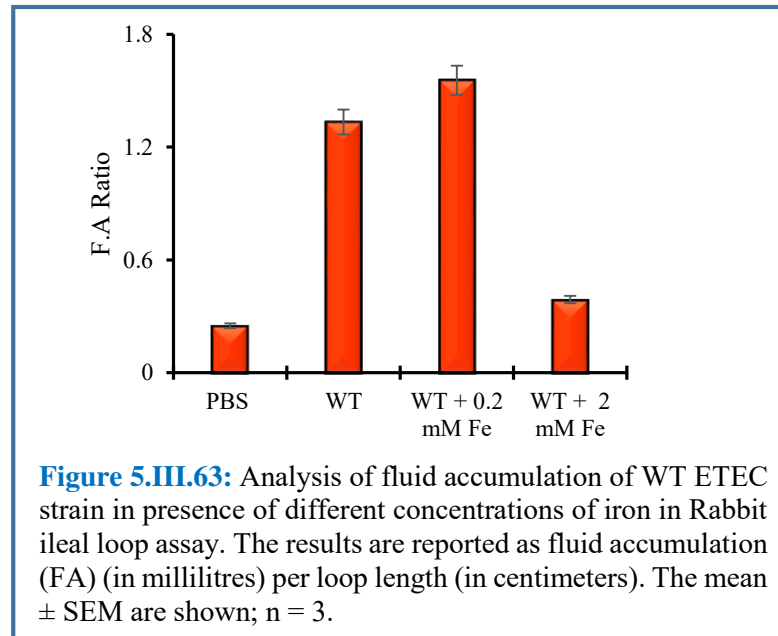 1.8
1.2
0.6
0
F.A Ratio
PBS
WT
WT + 0.2
mM Fe
WT + 2
mM Fe
Figure 5.III.63: Analysis of fluid accumulation of WT ETEC
strain in presence of different concentrations of iron in Rabbit
ileal loop assay. The results are reported as fluid accumulation
(FA) (in millilitres) per loop length (in centimeters). The mean
± SEM are shown; n = 3.